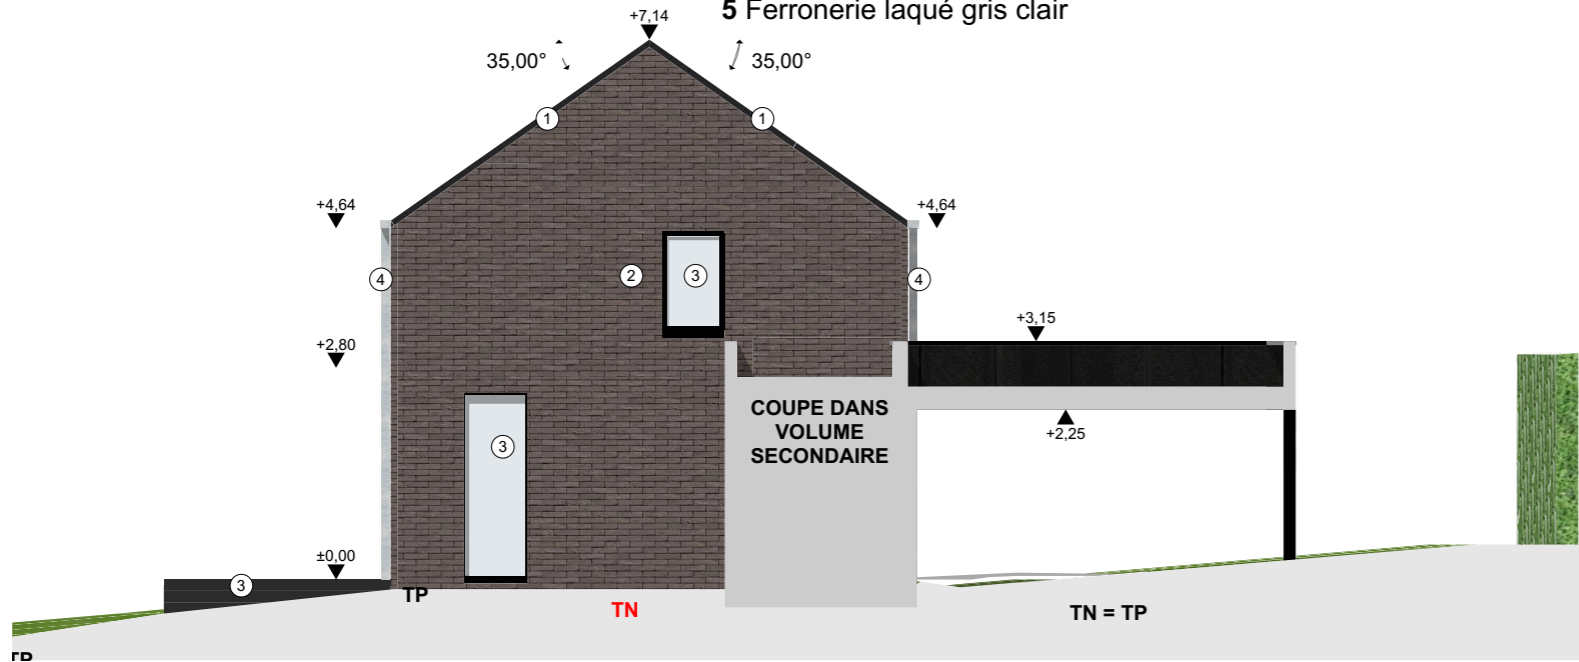 5 Ferronerie laqué gris clair
+7,14
35,00°
35,00°
1
1
+4,64
+4,64
4
2
3
4
+3,15
+2,80
COUPE DANS
VOLUME
SECONDAIRE
+2,25
3
±0,00
3
TP
TN
TN = TP
TP